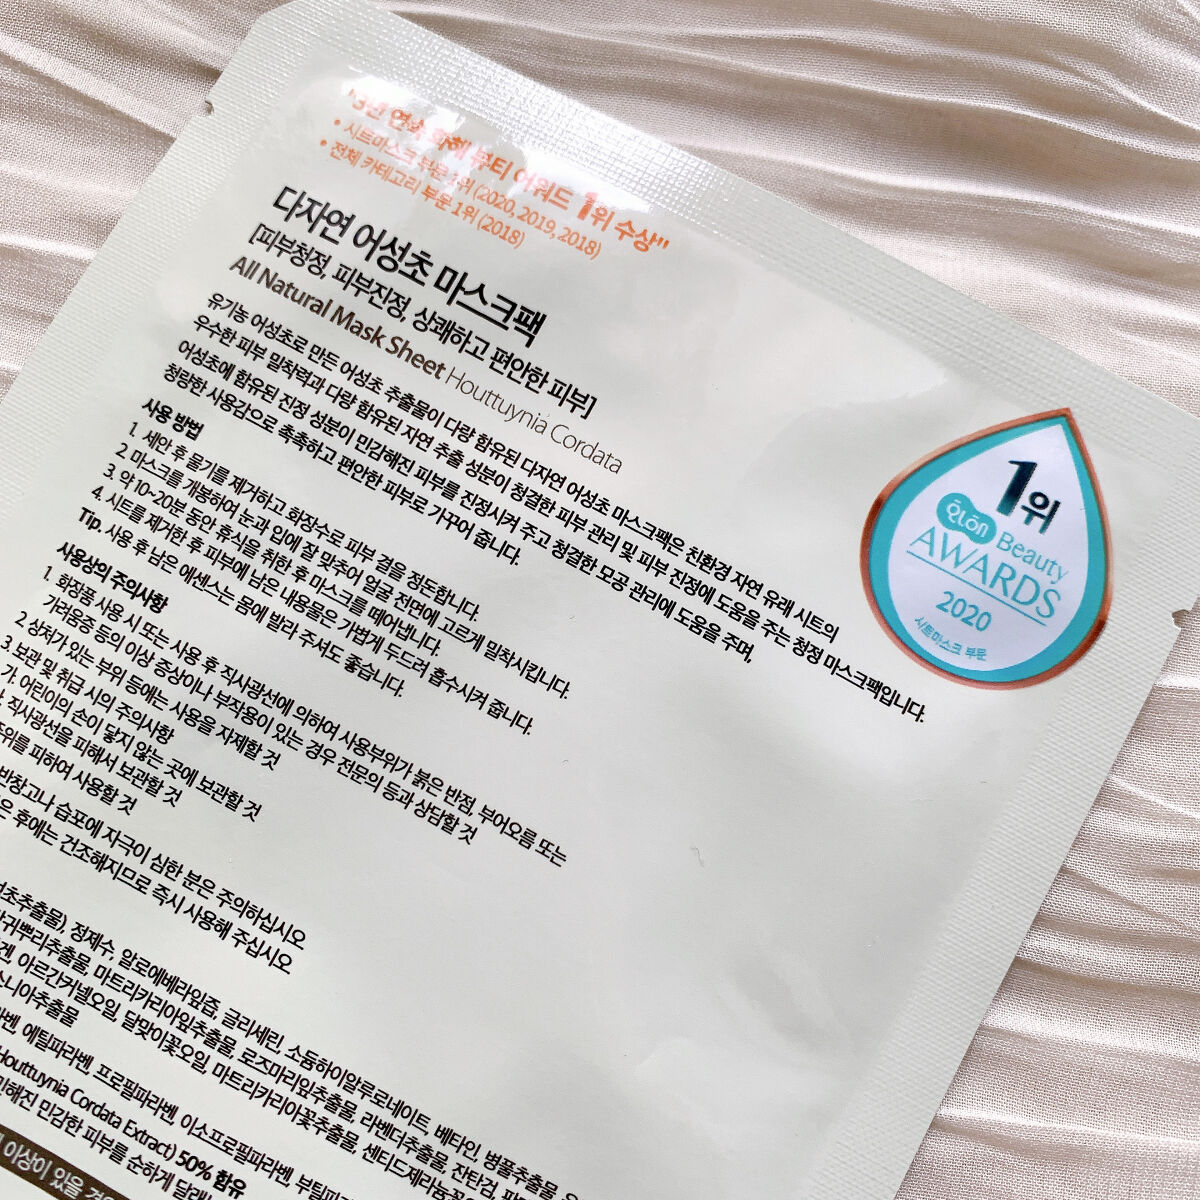 "3년 연속 화해 뷰티 어워드 1위 수상"
• 시트마스크 부문 1위 (2020, 2019, 2018)
• 전체 카테고리 부문 1위 (2018)
다자연 어성초 마스크팩
[피부청정, 피부진정, 상쾌하고 편안한 피부]
All Natural Mask Sheet Houttuynia Cordata
유기농 어성초로 만든 어성초 추출물이 다량 함유된 다자연 어성초 마스크팩은 친환경 자연 유래 시트의
우수한 피부 밀착력과 다량 함유된 자연 추출 성분이 청결한 피부 관리 및 피부 진정에 도움을 주는 청정 마스크팩입니다.
어성초에 함유된 진정 성분이 민감해진 피부를 진정시켜 주고 청결한 모공 관리에 도움을 주며,
청량한 사용감으로 촉촉하고 편안한 피부로 가꾸어 줍니다.
사용 방법
1. 세안 후 물기를 제거하고 화장수로 피부 결을 정돈합니다.
2 마스크를 개봉하여 눈과 입에 잘 맞추어 얼굴 전면에 고르게 밀착시킵니다.
3. 약 10~20분 동안 휴식을 취한 후 마스크를 떼어냅니다.
4. 시트를 제거한 후 피부에 남은 내용물은 가볍게 두드려 흡수시켜 줍니다.
Tip. 사용 후 남은 에센스는 몸에 발라 주셔도 좋습니다.
사용상의 주의사항
1. 화장품 사용 시 또는 사용 후 직사광선에 의하여 사용부위가 붉은 반점, 부어오름 또는
가려움증 등의 이상 증상이나 부작용이 있는 경우 전문의 등과 상담할 것
2 상처가 있는 부위 등에는 사용을 자제할 것
3. 보관 및 취급 시의 주의사항
가. 어린이의 손이 닿지 않는 곳에 보관할 것
직사광선을 피해서 보관할 것
주위를 피하여 사용할 것
반창고나 습포에 자극이 심한 분은 주의하십시오
후에는 건조해지므로 즉시 사용해 주십시오
정제수, 알로에베라잎즙, 글리세린, 소듐하이알루로네이트, 베타인, 병풀추출물,
마트리카리아잎추출물, 로즈마리잎추출물, 라벤더추출물, 잔탄검,
아르간커넬오일, 달맞이꽃오일, 마트리카리아꽃추출물,
에틸파라벤, 프로필파라벤, 이소프로필파라벤,
Houttuynia Cordata Extract) 50% 함유
민감한 피부를 순하게
이상이 있을
1위
Qlön Beauty
AWARDS
2020
시트마스크 부문